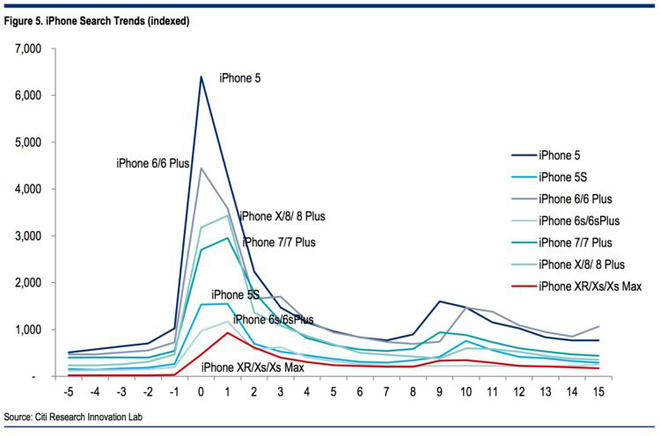 Figure 5. iPhone Search Trends (indexed)
7,000
6,000
5,000
4,000
3,000
2,000
1,000
-
-5 -4 -3 -2 -1 0 1 2 3 4 5 6 7 8 9 10 11 12 13 14 15
iPhone 5
iPhone 6/6 Plus
iPhone X/8/ 8 Plus
iPhone 7/7 Plus
iPhone 5S
iPhone 6s/6sPlus
iPhone XR/Xs/Xs Max
iPhone 5
iPhone 5S
iPhone 6/6 Plus
iPhone 6s/6sPlus
iPhone 7/7 Plus
iPhone X/8/ 8 Plus
iPhone XR/Xs/Xs Max
Source: Citi Research Innovation Lab